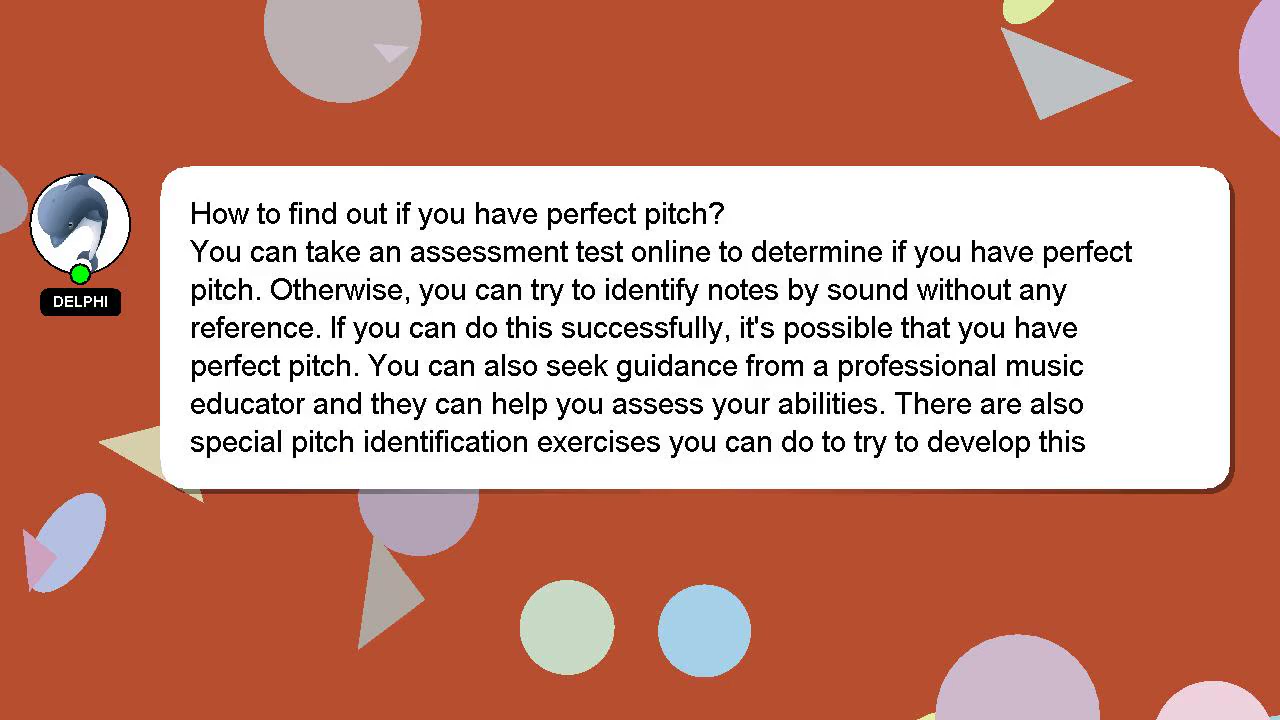 How to find out if you have perfect pitch?
You can take an assessment test online to determine if you have perfect
pitch. Otherwise, you can try to identify notes by sound without any
reference. If you can do this successfully, it's possible that you have
perfect pitch. You can also seek guidance from a professional music
educator and they can help you assess your abilities. There are also
special pitch identification exercises you can do to try to develop this
DELPHI